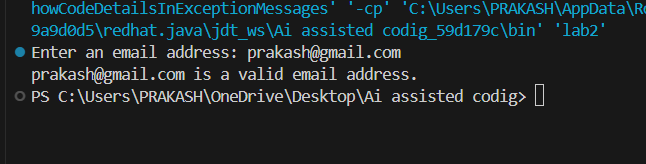 howCodeDetailsInExceptionMessages' '-cp' 'C:\Users\PRAKASH\AppData\Ro
9a9d0d5\redhat.java\jdt_ws\Ai assisted codig_59d179c\bin' 'lab2'
Enter an email address: prakash@gmail.com
prakash@gmail.com is a valid email address.
PS C:\Users\PRAKASH\OneDrive\Desktop\Ai assisted codig>